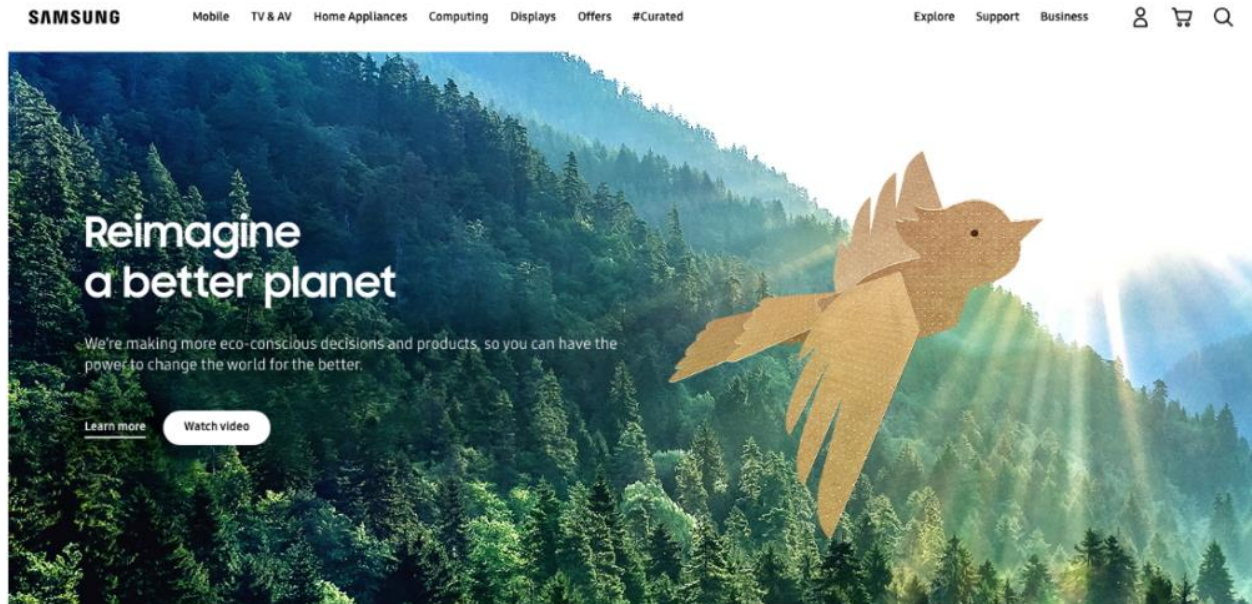 SAMSUNG
Mobile TV & AV Home Appliances Computing Displays Offers #Curated
Explore Support Business
Reimagine
a better planet
We're making more eco-conscious decisions and products, so you can have the
power to change the world for the better.
Learn more Watch video